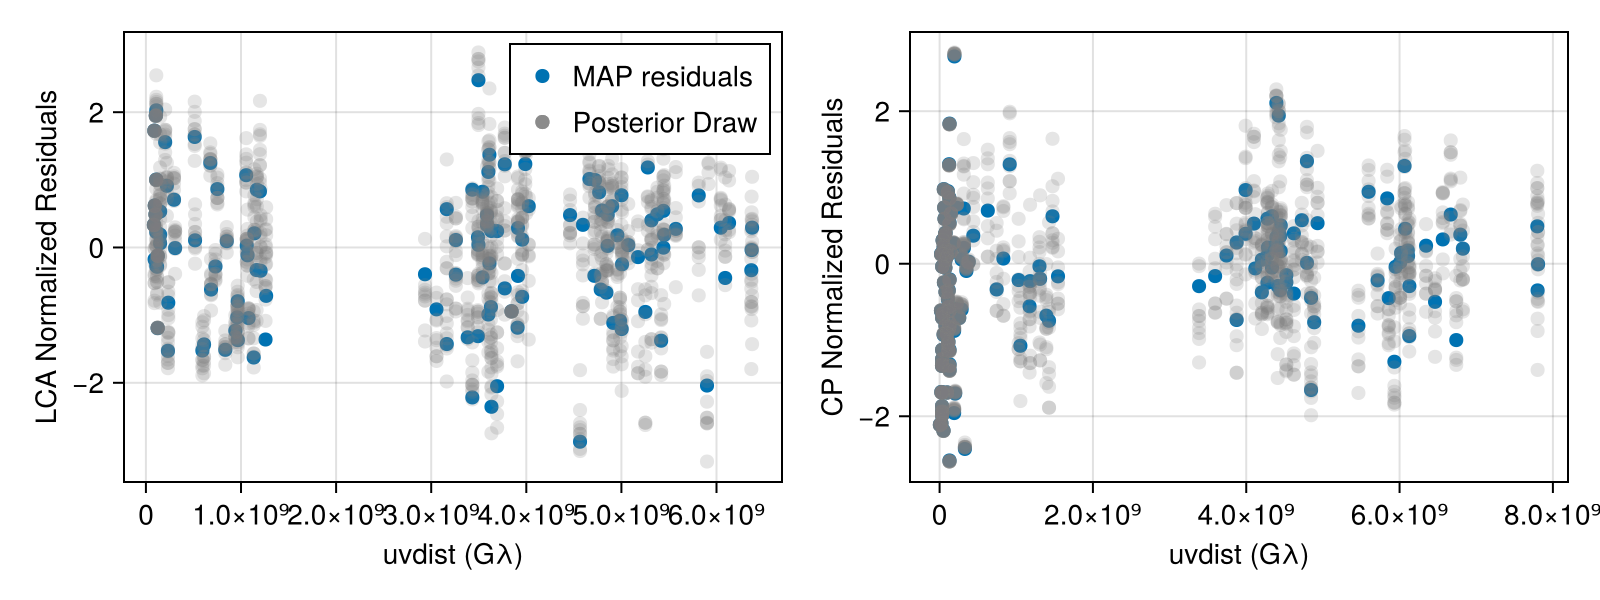 LCA Normalized Residuals
2
0
−2
MAP residuals
Posterior Draw
0 1.0×10⁹ 2.0×10⁹ 3.0×10⁹ 4.0×10⁹ 5.0×10⁹ 6.0×10⁹
uvdist (Gλ)
CP Normalized Residuals
2
0
−2
0 2.0×10⁹ 4.0×10⁹ 6.0×10⁹ 8.0×10⁹
uvdist (Gλ)